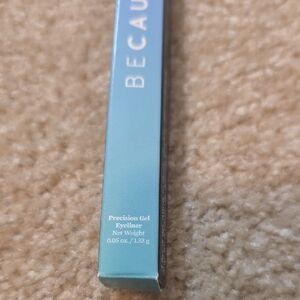 BECAU
Precision Gel
Eyeliner
Net Weight
0.05 oz. / 1.33 g